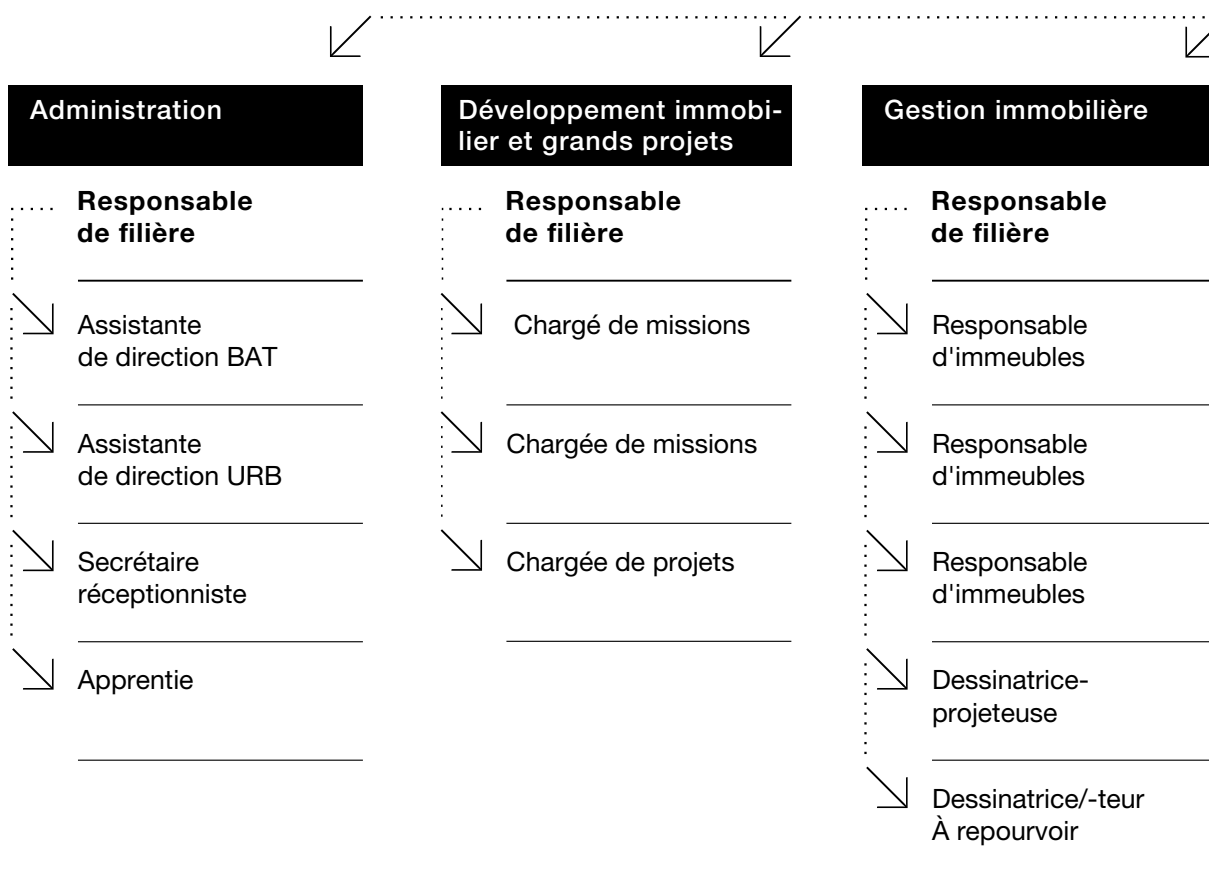 Administration
Responsable
de filière
Assistante
de direction BAT
Assistante
de direction URB
Secrétaire
réceptionniste
Apprentie
Développement immobi-
lier et grands projets
Responsable
de filière
Chargé de missions
Chargée de missions
Chargée de projets
Gestion immobilière
Responsable
de filière
Responsable
d'immeubles
Responsable
d'immeubles
Responsable
d'immeubles
Dessinatrice-
projeteuse
Dessinatrice/-teur
À repourvoir